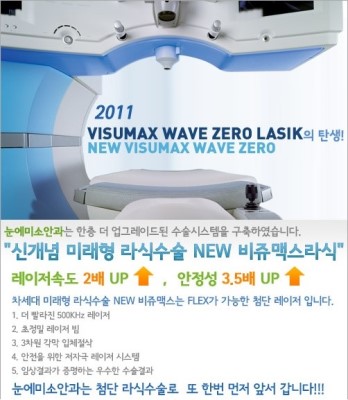 2011
VISUMAX WAVE ZERO LASIK의 탄생!
NEW VISUMAX WAVE ZERO
눈에미소안과는 한층 더 업그레이드된 수술시스템을 구축하였습니다.
"신개념 미래형 라식수술 NEW 비쥬맥스라식"
레이저속도 2배 UP , 안정성 3.5배 UP
차세대 미래형 라식수술 NEW 비쥬맥스는 FLEX가 가능한 첨단 레이저 입니다.
1. 더 빨라진 500KHz 레이저
2. 초정밀 레이저 빔
3. 3차원 각막 입체절삭
4. 안전을 위한 저자극 레이저 시스템
5. 임상결과가 증명하는 우수한 수술결과
눈에미소안과는 첨단 라식수술로 또 한번 먼저 앞서 갑니다!!!